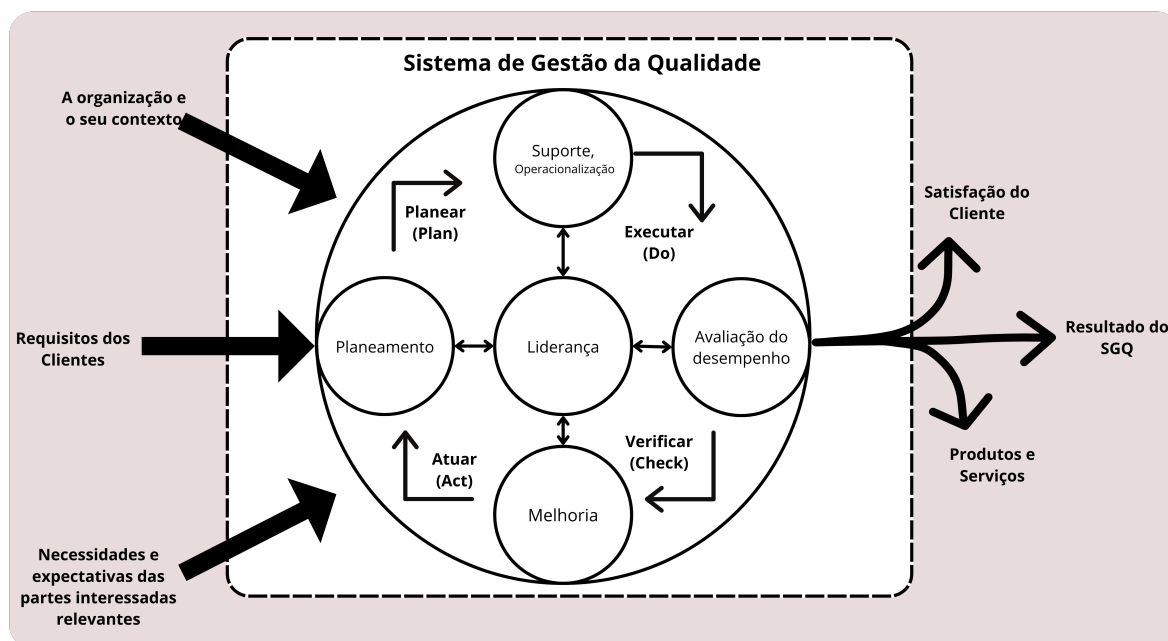 Sistema de Gestão da Qualidade
A organização e
o seu contexto
Suporte,
Operacionalização
Planear
(Plan)
Executar
(Do)
Satisfação do
Cliente
Requisitos dos
Clientes
Planeamento
Liderança
Avaliação do
desempenho
Resultado do
SGQ
Atuar
(Act)
Verificar
(Check)
Produtos e
Serviços
Melhoria
Necessidades e
expectativas das
partes interessadas
relevantes